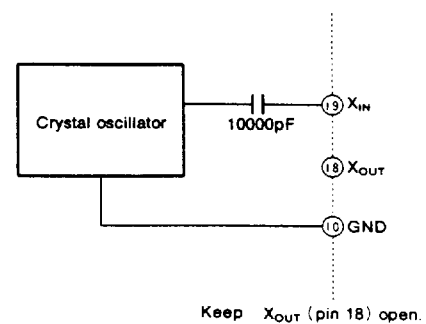 Crystal oscillator
10000pF
19 XIN
18 XOUT
10 GND
Keep XOUT (pin 18) open.